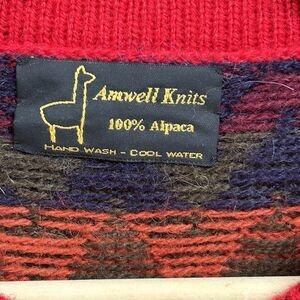 Amwell Knits
100% Alpaca
HAND WASH - COOL WATER